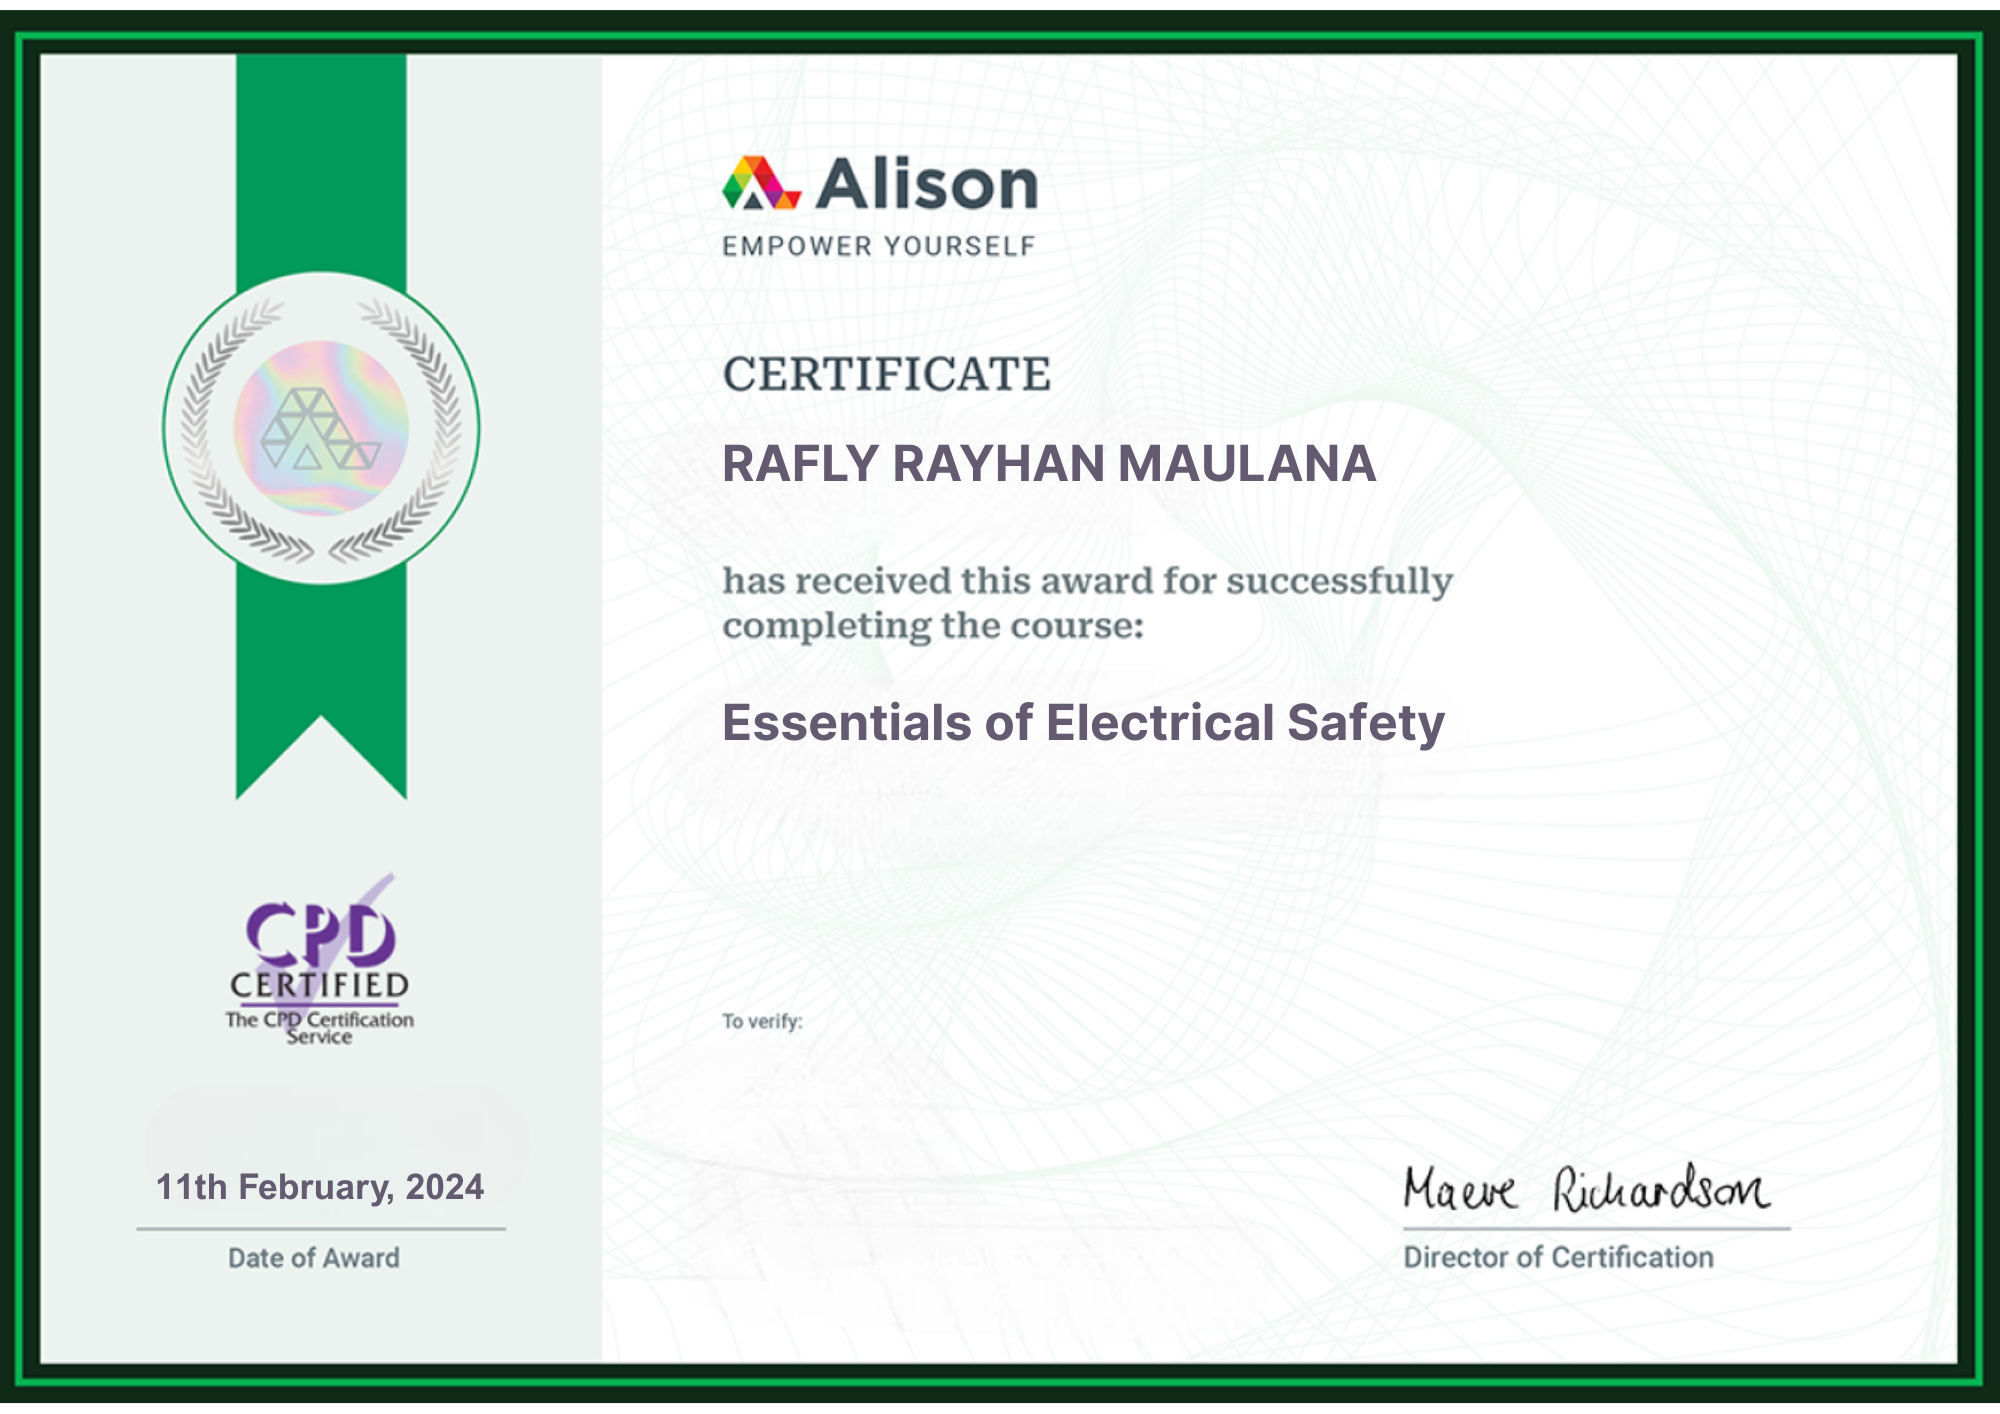 Alison
EMPOWER YOURSELF
CERTIFICATE
RAFLY RAYHAN MAULANA
has received this award for successfully
completing the course:
Essentials of Electrical Safety
CPD
CERTIFIED
The CPD Certification
Service
To verify:
11th February, 2024
Date of Award
Maeve Richardson
Director of Certification